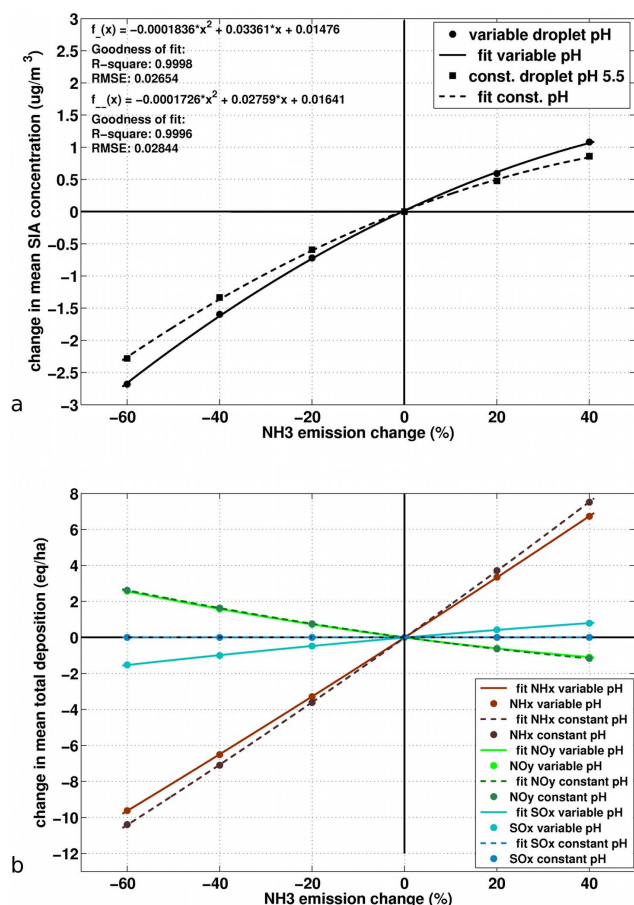 f_(x) = −0.0001836*x² + 0.03361*x + 0.01476
Goodness of fit:
R−square: 0.9998
RMSE: 0.02654
f__(x) = −0.0001726*x² + 0.02759*x + 0.01641
Goodness of fit:
R−square: 0.9996
RMSE: 0.02844
variable droplet pH
fit variable pH
const. droplet pH 5.5
fit const. pH
change in mean SIA concentration (ug/m³)
3
2.5
2
1.5
1
0.5
0
−0.5
−1
−1.5
−2
−2.5
−3
−60
−40
−20
0
20
40
NH3 emission change (%)
a
change in mean total deposition (eq/ha)
8
6
4
2
0
−2
−4
−6
−8
−10
−12
fit NHx variable pH
NHx variable pH
fit NHx constant pH
NHx constant pH
fit NOy variable pH
NOy variable pH
fit NOy constant pH
NOy constant pH
fit SOx variable pH
SOx variable pH
fit SOx constant pH
SOx constant pH
−60
−40
−20
0
20
40
NH3 emission change (%)
b